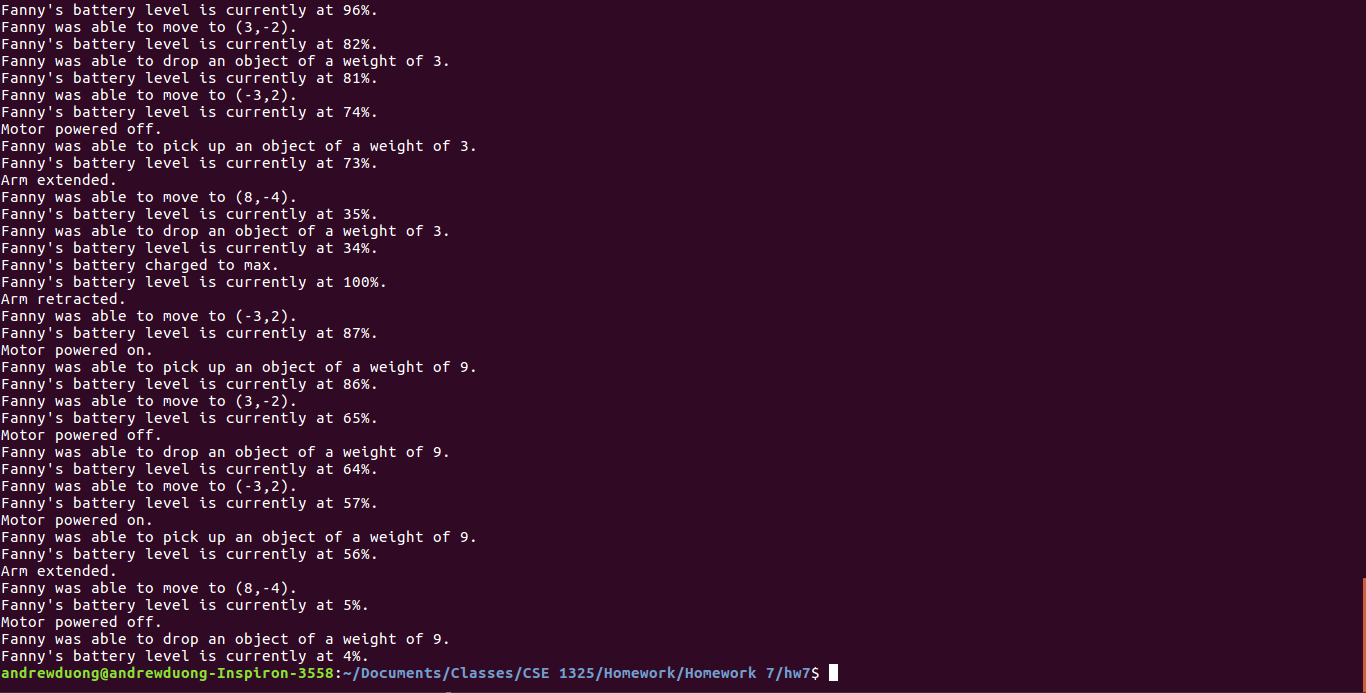 Fanny's battery level is currently at 96%.
Fanny was able to move to (3,-2).
Fanny's battery level is currently at 82%.
Fanny was able to drop an object of a weight of 3.
Fanny's battery level is currently at 81%.
Fanny was able to move to (-3,2).
Fanny's battery level is currently at 74%.
Motor powered off.
Fanny was able to pick up an object of a weight of 3.
Fanny's battery level is currently at 73%.
Arm extended.
Fanny was able to move to (8,-4).
Fanny's battery level is currently at 35%.
Fanny was able to drop an object of a weight of 3.
Fanny's battery level is currently at 34%.
Fanny's battery charged to max.
Fanny's battery level is currently at 100%.
Arm retracted.
Fanny was able to move to (-3,2).
Fanny's battery level is currently at 87%.
Motor powered on.
Fanny was able to pick up an object of a weight of 9.
Fanny's battery level is currently at 86%.
Fanny was able to move to (3,-2).
Fanny's battery level is currently at 65%.
Motor powered off.
Fanny was able to drop an object of a weight of 9.
Fanny's battery level is currently at 64%.
Fanny was able to move to (-3,2).
Fanny's battery level is currently at 57%.
Motor powered on.
Fanny was able to pick up an object of a weight of 9.
Fanny's battery level is currently at 56%.
Arm extended.
Fanny was able to move to (8,-4).
Fanny's battery level is currently at 5%.
Motor powered off.
Fanny was able to drop an object of a weight of 9.
Fanny's battery level is currently at 4%.
andrewduong@andrewduong-Inspiron-3558:~/Documents/Classes/CSE 1325/Homework/Homework 7/hw7$